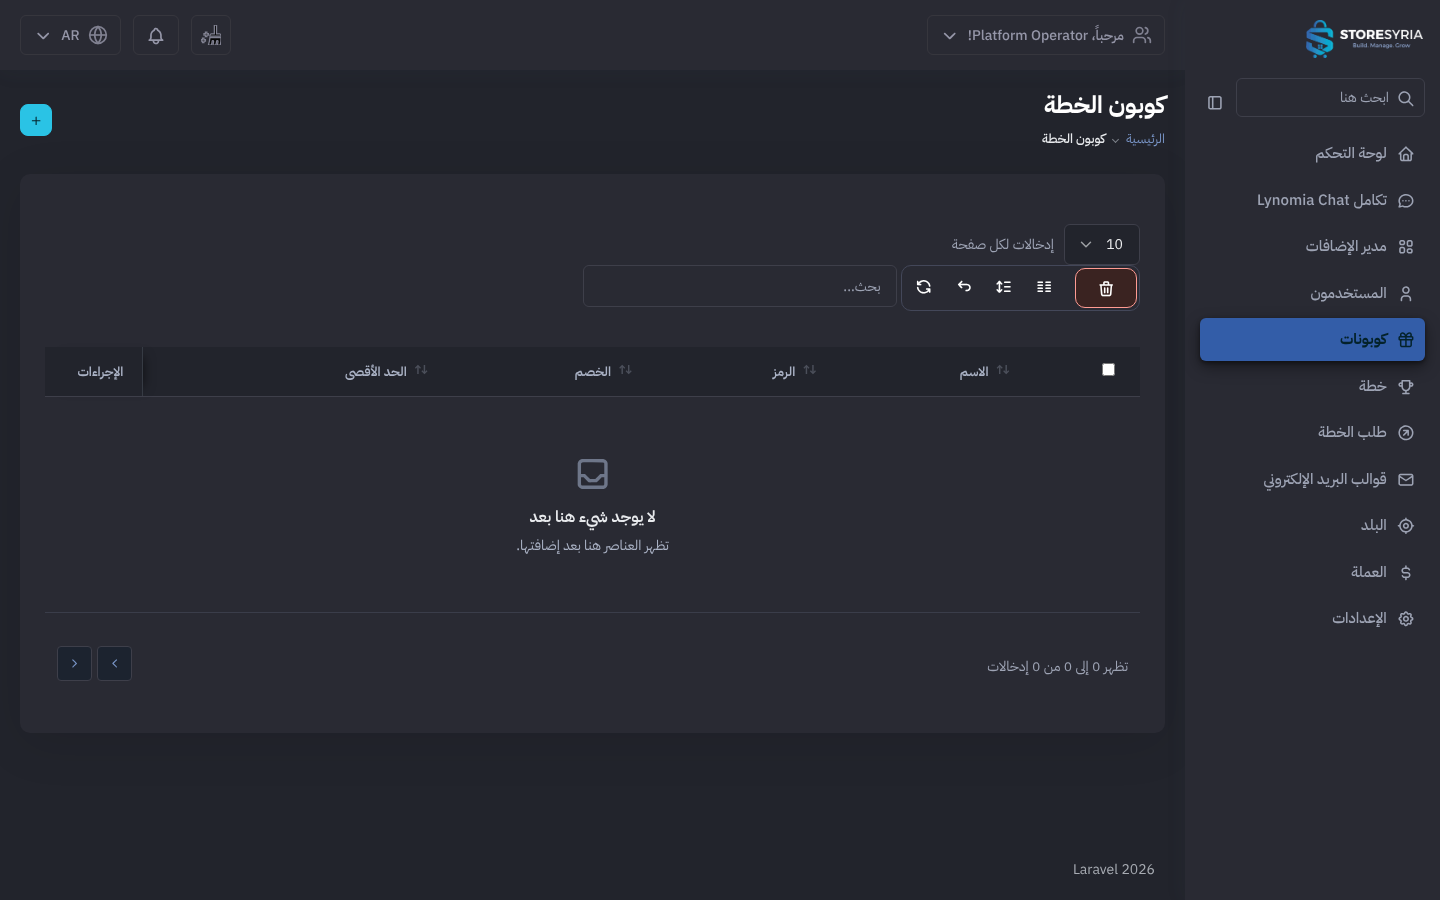 STORESYRIA
Build. Manage. Grow
ابحث هنا
لوحة التحكم
تكامل Lynomia Chat
مدير الإضافات
المستخدمون
كوبونات
خطة
طلب الخطة
قوالب البريد الإلكتروني
البلد
العملة
الإعدادات
مرحباً، Platform Operator!
AR
كوبون الخطة
الرئيسية
كوبون الخطة
+
10
إدخالات لكل صفحة
بحث...
الاسم
الرمز
الخصم
الحد الأقصى
الإجراءات
لا يوجد شيء هنا بعد
تظهر العناصر هنا بعد إضافتها.
تظهر 0 إلى 0 من 0 إدخالات
Laravel 2026